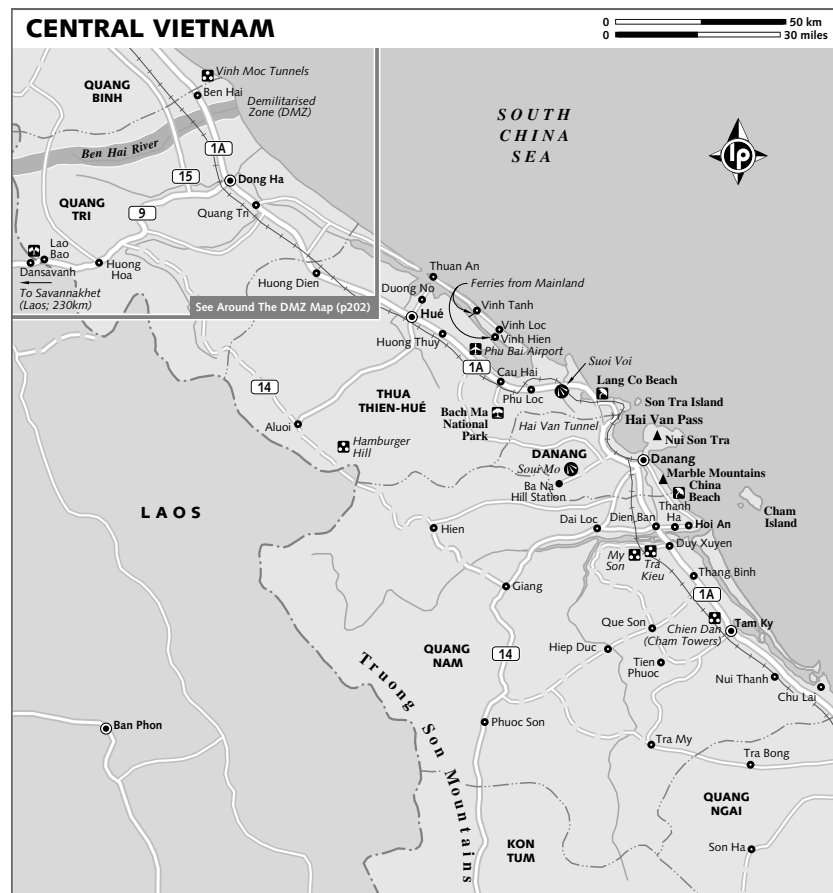 CENTRAL VIETNAM
0 50 km
0 30 miles
Vinh Moc Tunnels
QUANG
BINH
Ben Hai
Demilitarised
Zone (DMZ)
SOUTH
CHINA
SEA
lp
Ben Hai River
1A
15
Dong Ha
QUANG
TRI
9
Quang Tri
Lao
Bao
Dansavanh
Huong
Hoa
To Savannakhet
(Laos; 230km)
Huong Dien
See Around The DMZ Map (p202)
Thuan An
Duong No
Ferries from Mainland
Vinh Tanh
Hué
Vinh Loc
Vinh Hien
Huong Thuy
Phu Bai Airport
1A
Suoi Voi
Cau Hai
Phu Loc
Lang Co Beach
14
THUA
THIEN-HUÉ
Son Tra Island
Bach Ma
National
Park
Hai Van Tunnel
Hai Van Pass
Nui Son Tra
Aluoi
Hamburger
Hill
DANANG
Danang
Soui Mo
Ba Na
Hill Station
Marble Mountains
China
Beach
Cham
Island
LAOS
Hien
Dai Loc
Dien Ban
Thanh
Ha
Hoi An
Duy Xuyen
My
Son
Tra
Kieu
Giang
Thang Binh
1A
Que Son
Chien Dan
(Cham Towers)
Tam Ky
QUANG
NAM
14
Hiep Duc
Tien
Phuoc
Nui Thanh
Chu Lai
Truong Son Mountains
Ban Phon
Phuoc Son
Tra My
Tra Bong
QUANG
NGAI
KON
TUM
Son Ha